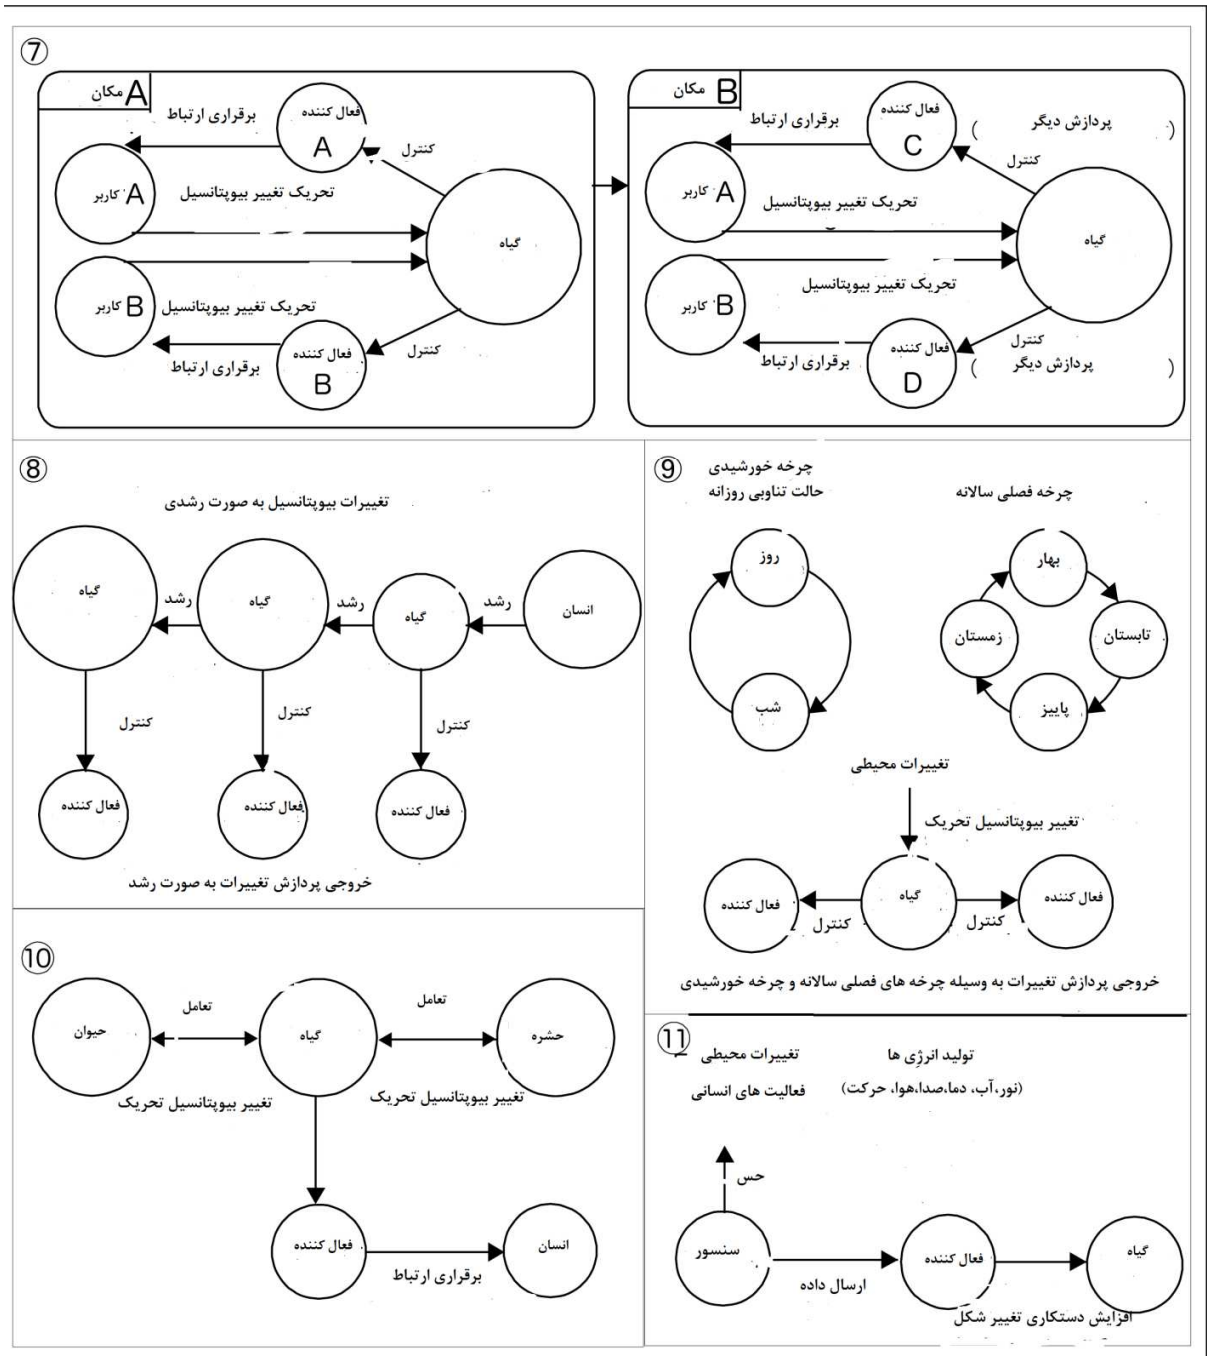 ⑦
مکان A
فعال کننده
A
برقراری ارتباط
کنترل
کاربر A
تحریک تغییر بیوپتانسیل
گیاه
کاربر B
تحریک تغییر بیوپتانسیل
کنترل
برقراری ارتباط
فعال کننده
B
مکان B
فعال کننده
C
برقراری ارتباط
( پردازش دیگر )
کنترل
کاربر A
تحریک تغییر بیوپتانسیل
گیاه
تحریک تغییر بیوپتانسیل
کاربر B
کنترل
فعال کننده
D
برقراری ارتباط
( پردازش دیگر )
⑧
تغییرات بیوپتانسیل به صورت رشدی
انسان
رشد
گیاه
رشد
گیاه
رشد
گیاه
کنترل
کنترل
کنترل
فعال کننده
فعال کننده
فعال کننده
خروجی پردازش تغییرات به صورت رشد
⑨
چرخه خورشیدی
حالت تناوبی روزانه
چرخه فصلی سالانه
روز
شب
بهار
تابستان
پاییز
زمستان
تغییرات محیطی
تغییر بیوپتانسیل تحریک
گیاه
کنترل
کنترل
فعال کننده
فعال کننده
خروجی پردازش تغییرات به وسیله چرخه های فصلی سالانه و چرخه خورشیدی
⑩
حشره
تعامل
گیاه
تعامل
حیوان
تغییر بیوپتانسیل تحریک
تغییر بیوپتانسیل تحریک
فعال کننده
برقراری ارتباط
انسان
⑪
تولید انرژی ها
(نور،آب، دما،صدا،هوا، حرکت)
تغییرات محیطی
فعالیت های انسانی
حس
سنسور
ارسال داده
فعال کننده
گیاه
افزایش دستکاری تغییر شکل